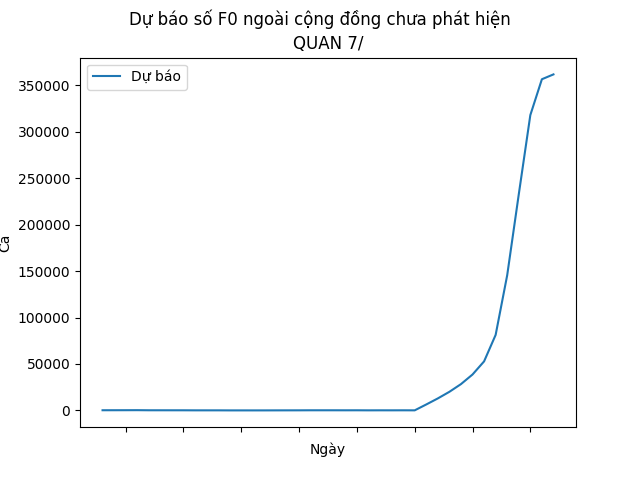 Dự báo số F0 ngoài cộng đồng chưa phát hiện
QUAN 7/
Dự báo
350000
300000
250000
200000
150000
100000
50000
0
Ca
Ngày